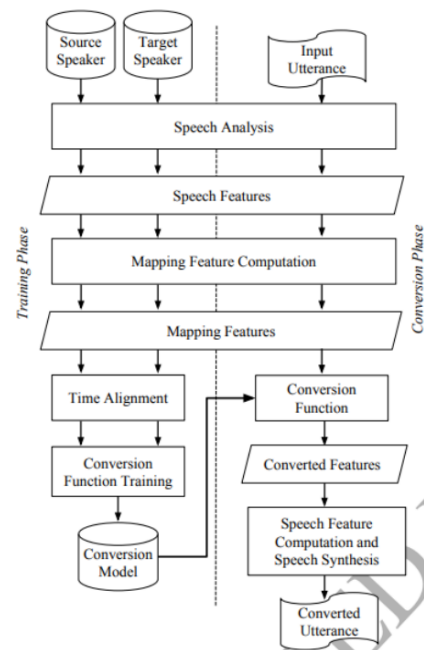 Source
Speaker
Target
Speaker
Input
Utterance
Speech Analysis
Speech Features
Training Phase
Conversion Phase
Mapping Feature Computation
Mapping Features
Time Alignment
Conversion
Function
Conversion
Function Training
Converted Features
Conversion
Model
Speech Feature
Computation and
Speech Synthesis
Converted
Utterance